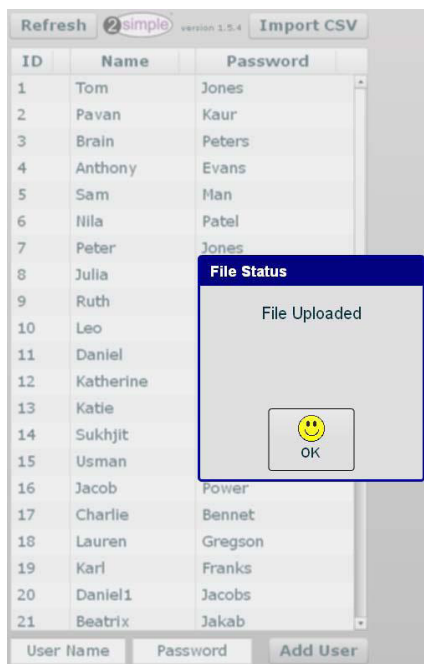 Refresh 2simple version 1.5.4 Import CSV
ID Name Password
1 Tom Jones
2 Pavan Kaur
3 Brain Peters
4 Anthony Evans
5 Sam Man
6 Nila Patel
7 Peter Jones
8 Julia
9 Ruth
10 Leo
11 Daniel
12 Katherine
13 Katie
14 Sukhjit
15 Usman
16 Jacob Power
17 Charlie Bennet
18 Lauren Gregson
19 Karl Franks
20 Daniel1 Jacobs
21 Beatrix Jakab
User Name Password Add User
File Status
File Uploaded
OK